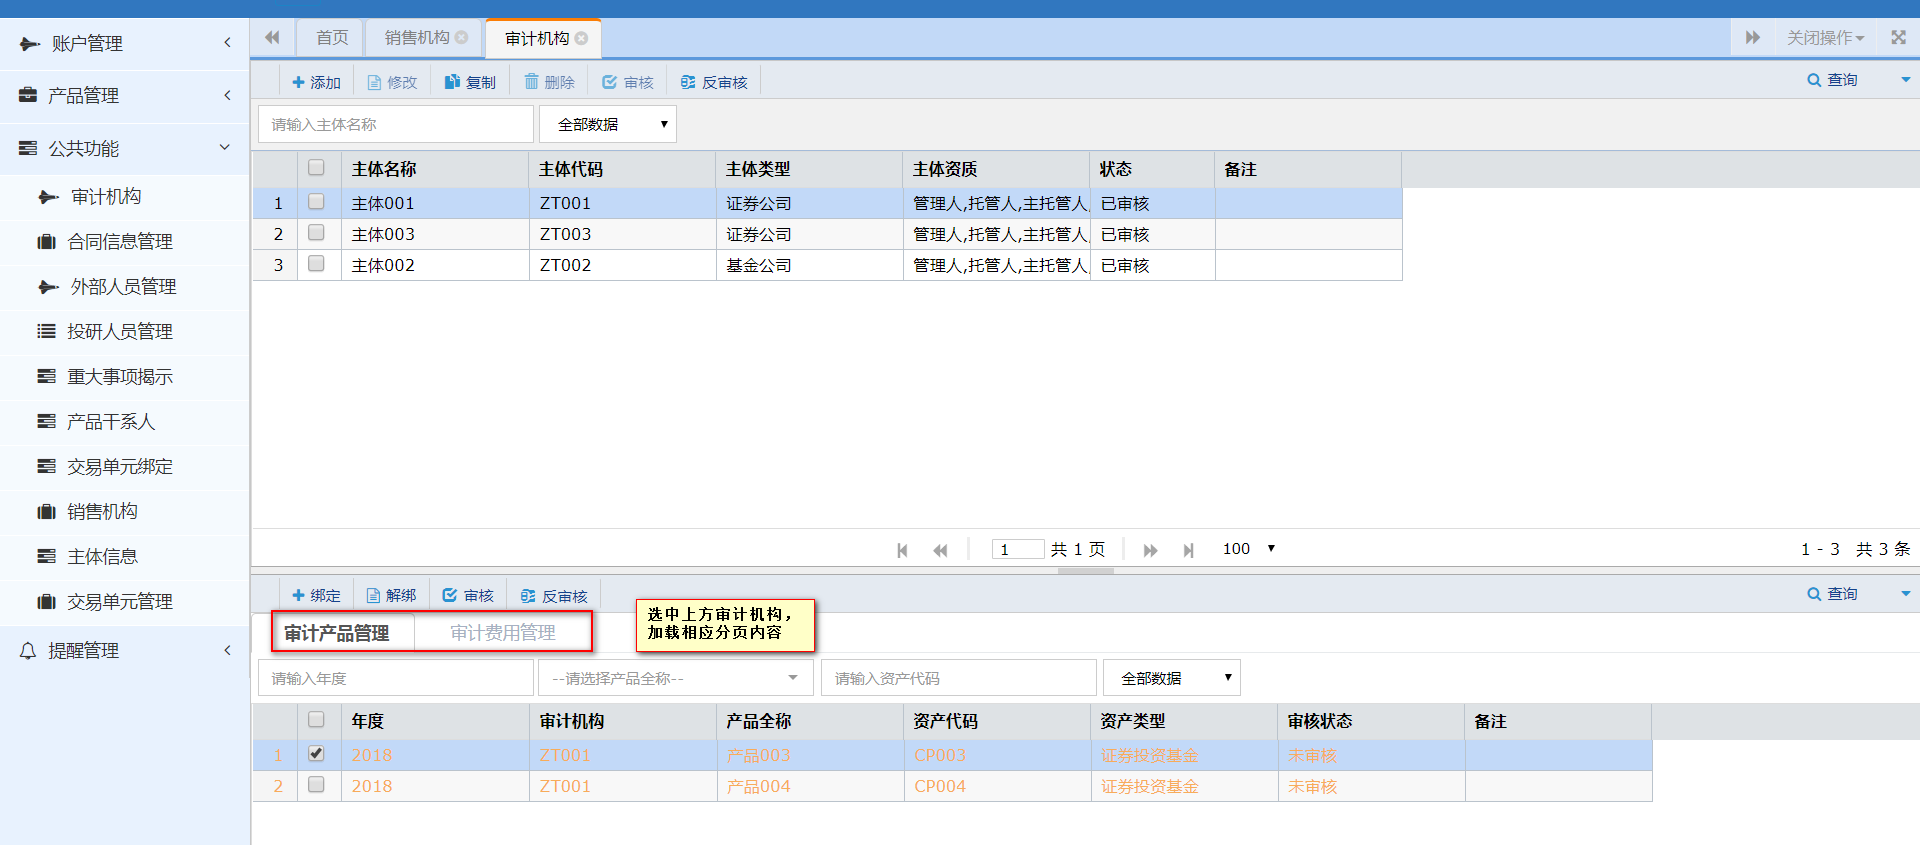 账户管理
产品管理
公共功能
审计机构
合同信息管理
外部人员管理
投研人员管理
重大事项揭示
产品干系人
交易单元绑定
销售机构
主体信息
交易单元管理
提醒管理
首页 销售机构 审计机构 关闭操作
添加 修改 复制 删除 审核 反审核 查询
请输入主体名称 全部数据
主体名称 主体代码 主体类型 主体资质 状态 备注
1 主体001 ZT001 证券公司 管理人,托管人,主托管人, 已审核
2 主体003 ZT003 证券公司 管理人,托管人,主托管人, 已审核
3 主体002 ZT002 基金公司 管理人,托管人,主托管人, 已审核
1 共 1 页 100 1 - 3 共 3 条
绑定 解绑 审核 反审核 查询
选中上方审计机构，
加载相应分页内容
审计产品管理 审计费用管理
请输入年度 --请选择产品全称-- 请输入资产代码 全部数据
年度 审计机构 产品全称 资产代码 资产类型 审核状态 备注
1 2018 ZT001 产品003 CP003 证券投资基金 未审核
2 2018 ZT001 产品004 CP004 证券投资基金 未审核